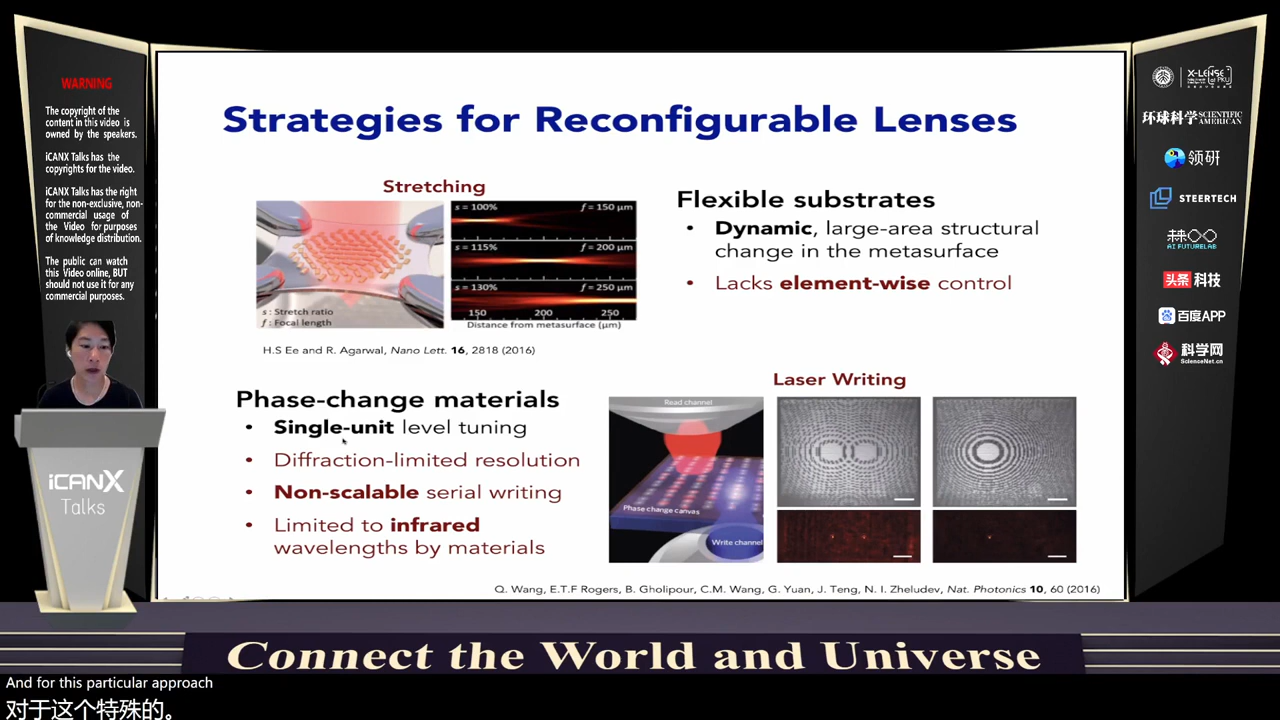 WARNING
The copyright of the
content in this video is
owned by the speakers.
iCANX Talks has the
copyrights for the video.
iCANX Talks has the right
for the non-exclusive, non-
commercial usage of
the Video for purposes
of knowledge distribution.
The public can watch
this Video online, BUT
should not use it for any
commercial purposes.
iCANX
Talks
Strategies for Reconfigurable Lenses
Stretching
s : Stretch ratio
f : Focal length
s = 100% f = 150 μm
s = 115% f = 200 μm
s = 130% f = 250 μm
150 200 250
Distance from metasurface (μm)
H.S Ee and R. Agarwal, Nano Lett. 16, 2818 (2016)
Flexible substrates
• Dynamic, large-area structural
change in the metasurface
• Lacks element-wise control
Phase-change materials
• Single-unit level tuning
• Diffraction-limited resolution
• Non-scalable serial writing
• Limited to infrared
wavelengths by materials
Laser Writing
Read channel
Phase change canvas
Write channel
Q. Wang, E.T.F Rogers, B. Gholipour, C.M. Wang, G. Yuan, J. Teng, N. I. Zheludev, Nat. Photonics 10, 60 (2016)
X-LENSE
环球科学 SCIENTIFIC AMERICAN
领研
STEERTECH
AI FUTURELAB
头条 科技
百度APP
科学网
ScienceNet.cn
Connect the World and Universe
And for this particular approach
对于这个特殊的。